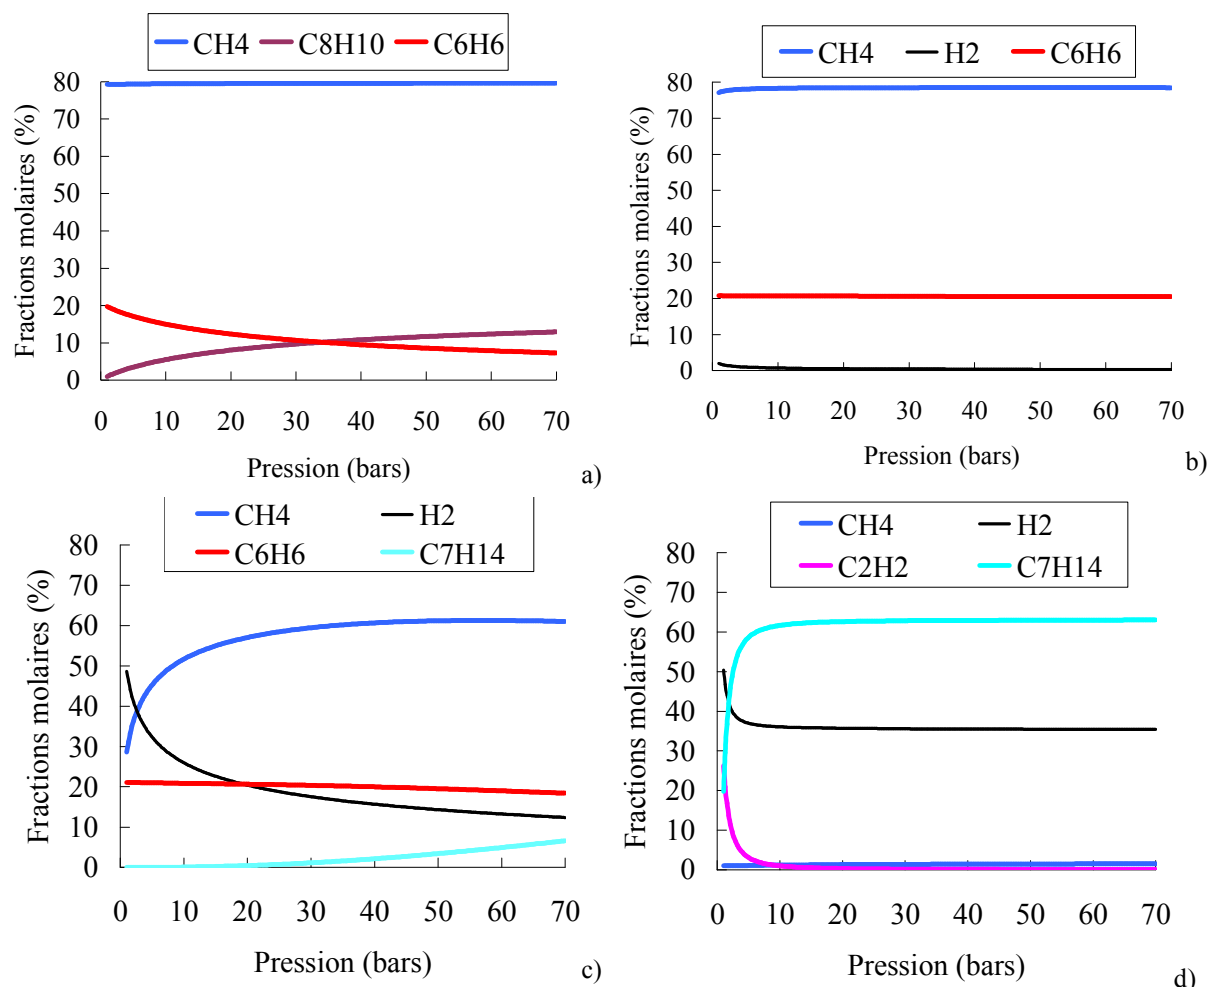 CH4 C8H10 C6H6
Fractions molaires (%)
80
70
60
50
40
30
20
10
0
0 10 20 30 40 50 60 70
Pression (bars)
a)
CH4 H2 C6H6
Fractions molaires (%)
80
70
60
50
40
30
20
10
0
0 10 20 30 40 50 60 70
Pression (bars)
b)
CH4 H2
C6H6 C7H14
Fractions molaires (%)
80
70
60
50
40
30
20
10
0
0 10 20 30 40 50 60 70
Pression (bars)
c)
CH4 H2
C2H2 C7H14
Fractions molaires (%)
80
70
60
50
40
30
20
10
0
0 10 20 30 40 50 60 70
Pression (bars)
d)